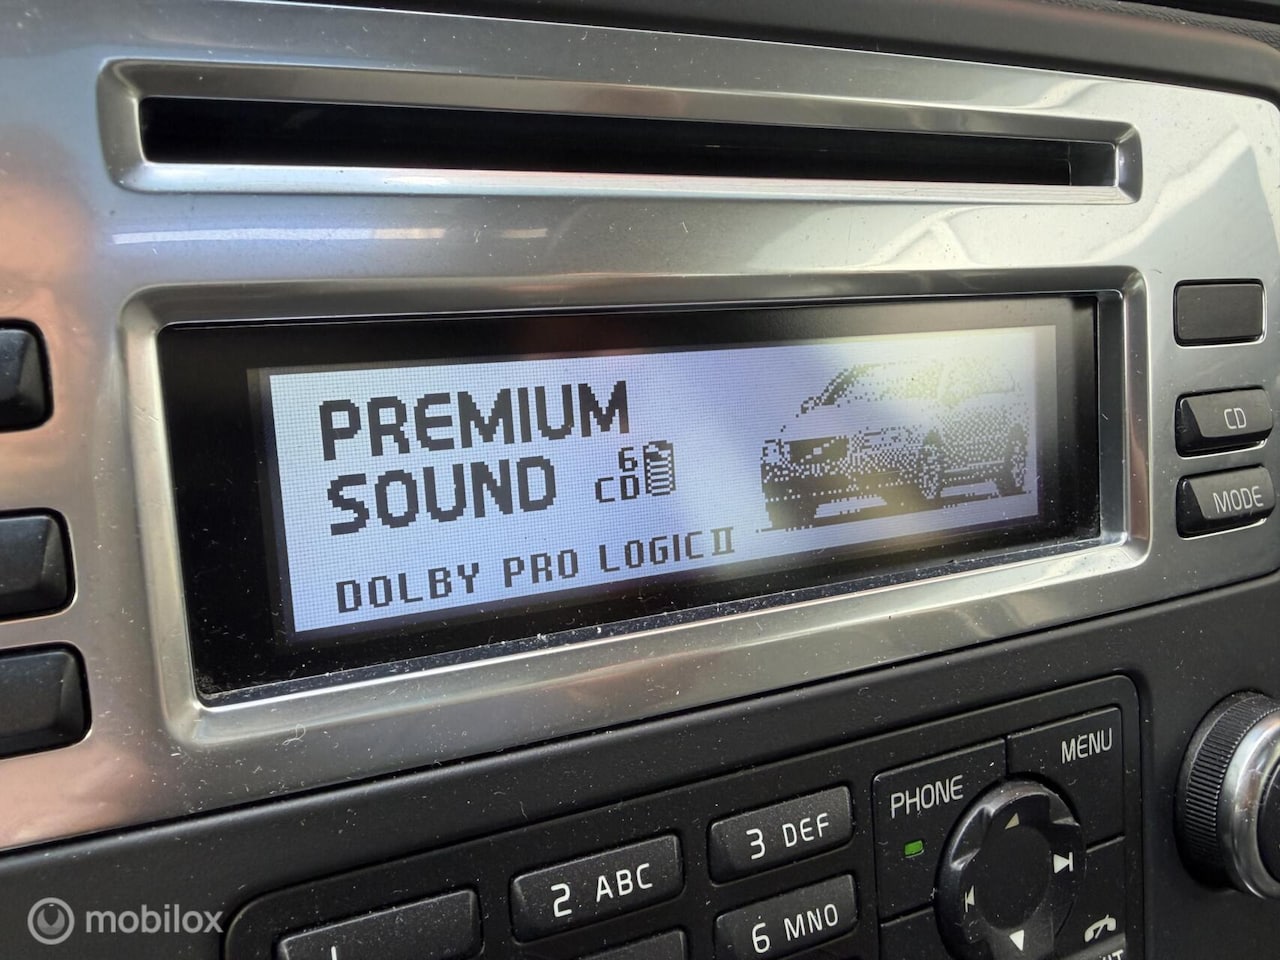 PREMIUM
SOUND
6
CD
DOLBY PRO LOGIC II
CD
MODE
MENU
PHONE
3 DEF
2 ABC
6 MNO
mobilox